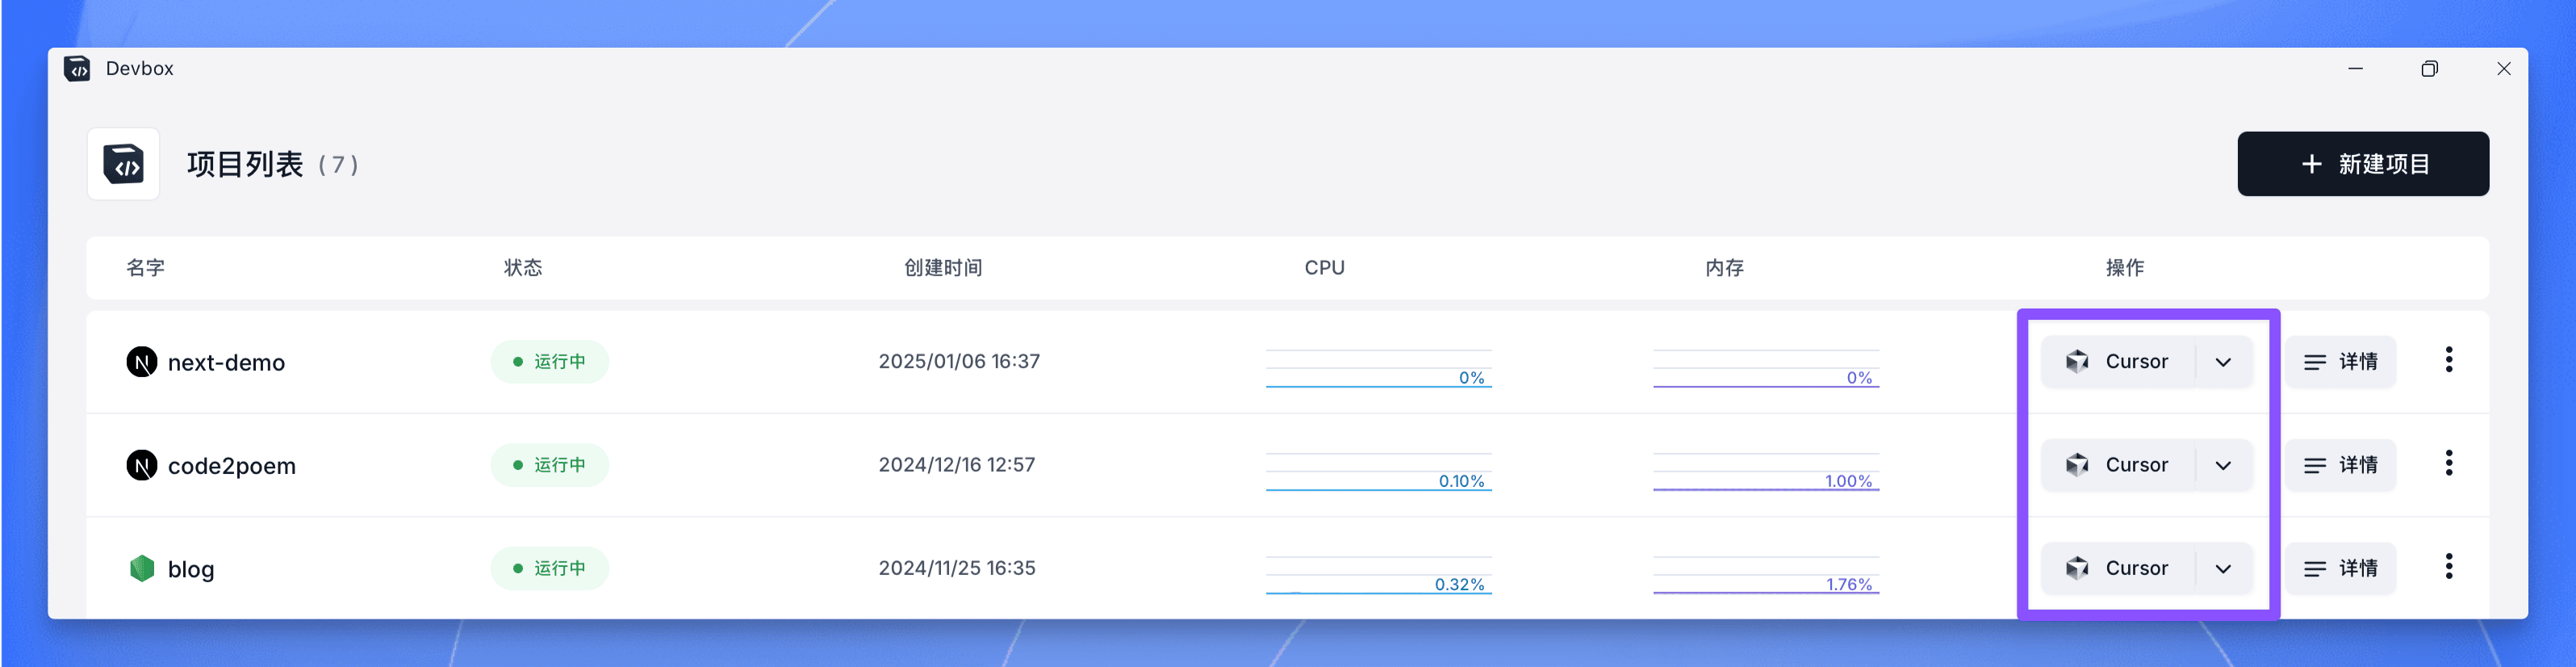 Devbox
项目列表 (7)
+ 新建项目
名字 状态 创建时间 CPU 内存 操作
next-demo 运行中 2025/01/06 16:37 0% 0% Cursor 详情
code2poem 运行中 2024/12/16 12:57 0.10% 1.00% Cursor 详情
blog 运行中 2024/11/25 16:35 0.32% 1.76% Cursor 详情